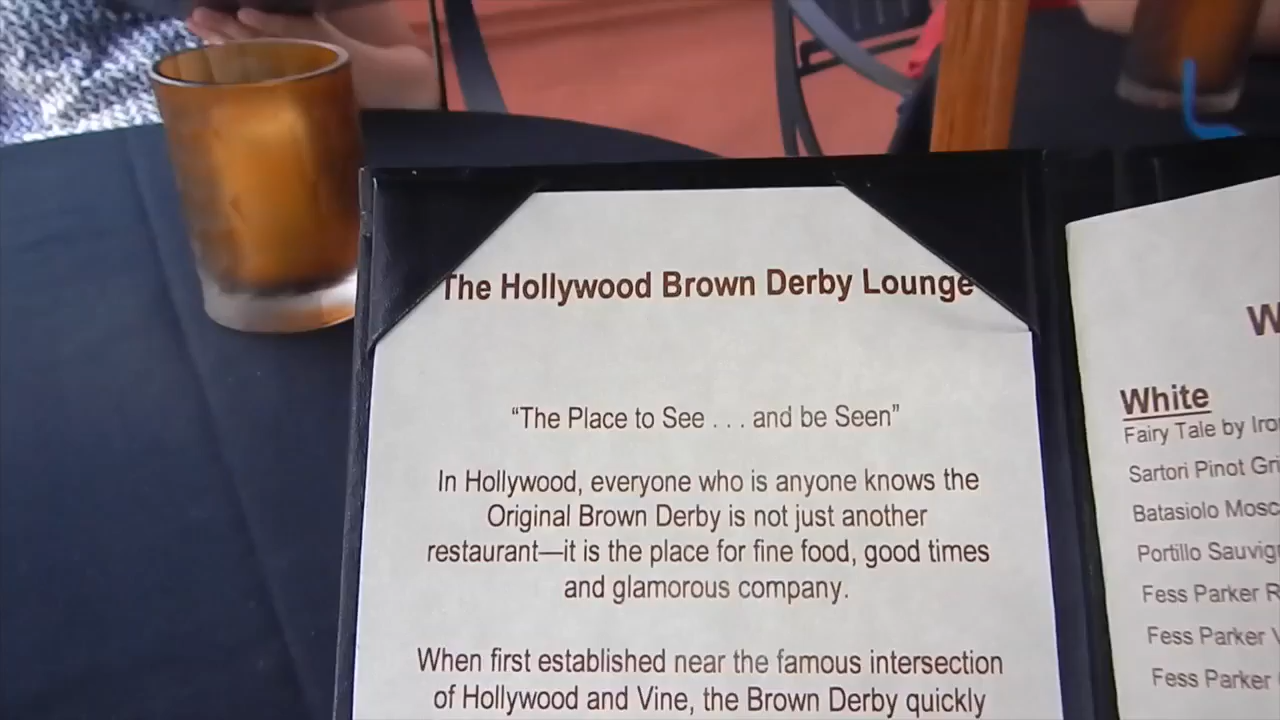 The Hollywood Brown Derby Lounge
“The Place to See . . . and be Seen”
In Hollywood, everyone who is anyone knows the
Original Brown Derby is not just another
restaurant—it is the place for fine food, good times
and glamorous company.
When first established near the famous intersection
of Hollywood and Vine, the Brown Derby quickly
White
Fairy Tale by
Sartori Pinot
Batasiolo
Portillo
Fess Parker
Fess Parker
Fess Parker